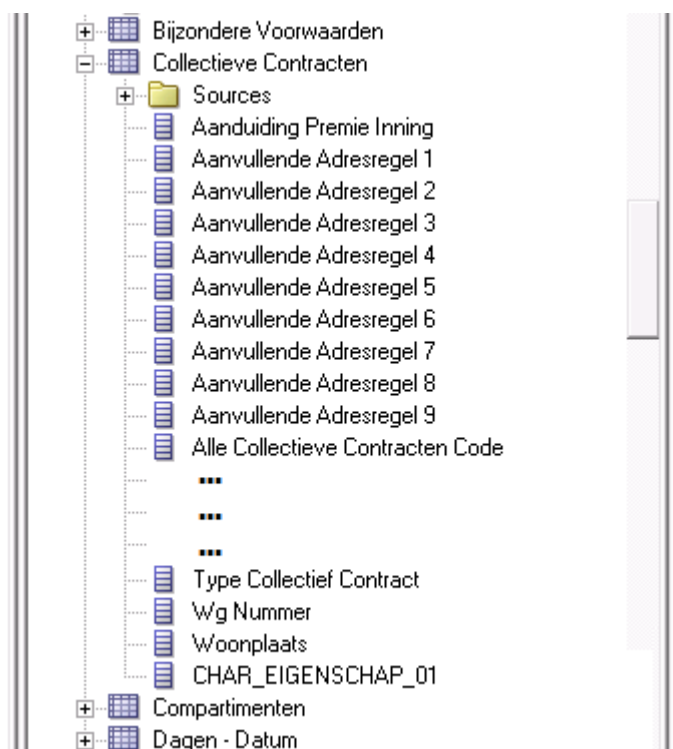 Bijzondere Voorwaarden
Collectieve Contracten
Sources
Aanduiding Premie Inning
Aanvullende Adresregel 1
Aanvullende Adresregel 2
Aanvullende Adresregel 3
Aanvullende Adresregel 4
Aanvullende Adresregel 5
Aanvullende Adresregel 6
Aanvullende Adresregel 7
Aanvullende Adresregel 8
Aanvullende Adresregel 9
Alle Collectieve Contracten Code
...
...
...
Type Collectief Contract
Wg Nummer
Woonplaats
CHAR_EIGENSCHAP_01
Compartimenten
Dagen - Datum